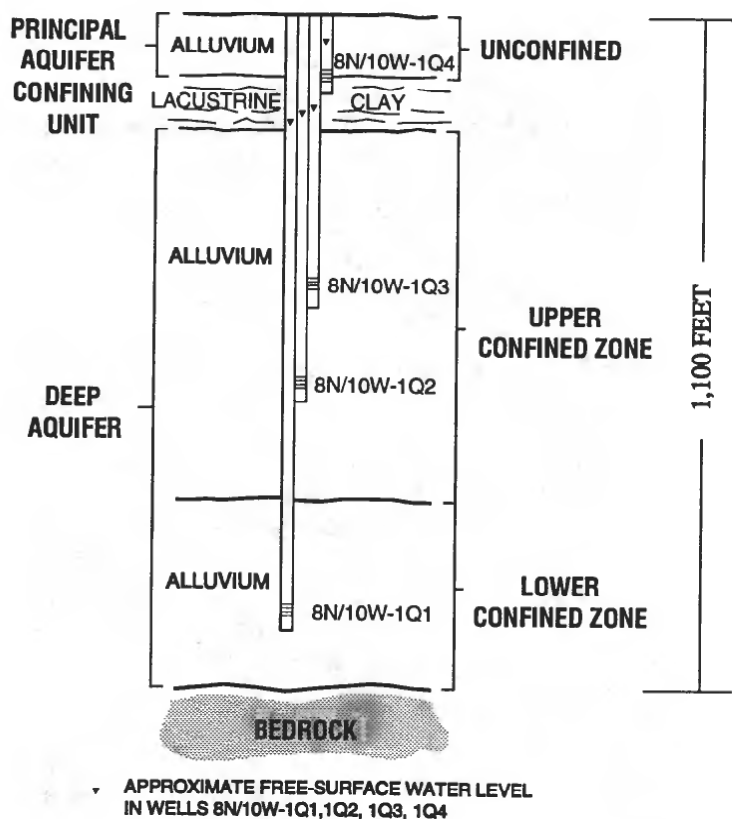 PRINCIPAL
AQUIFER
CONFINING
UNIT
ALLUVIUM
8N/10W-1Q4
UNCONFINED
LACUSTRINE CLAY
ALLUVIUM
8N/10W-1Q3
UPPER
CONFINED ZONE
8N/10W-1Q2
DEEP
AQUIFER
1,100 FEET
ALLUVIUM
8N/10W-1Q1
LOWER
CONFINED ZONE
BEDROCK
APPROXIMATE FREE-SURFACE WATER LEVEL
IN WELLS 8N/10W-1Q1,1Q2, 1Q3, 1Q4